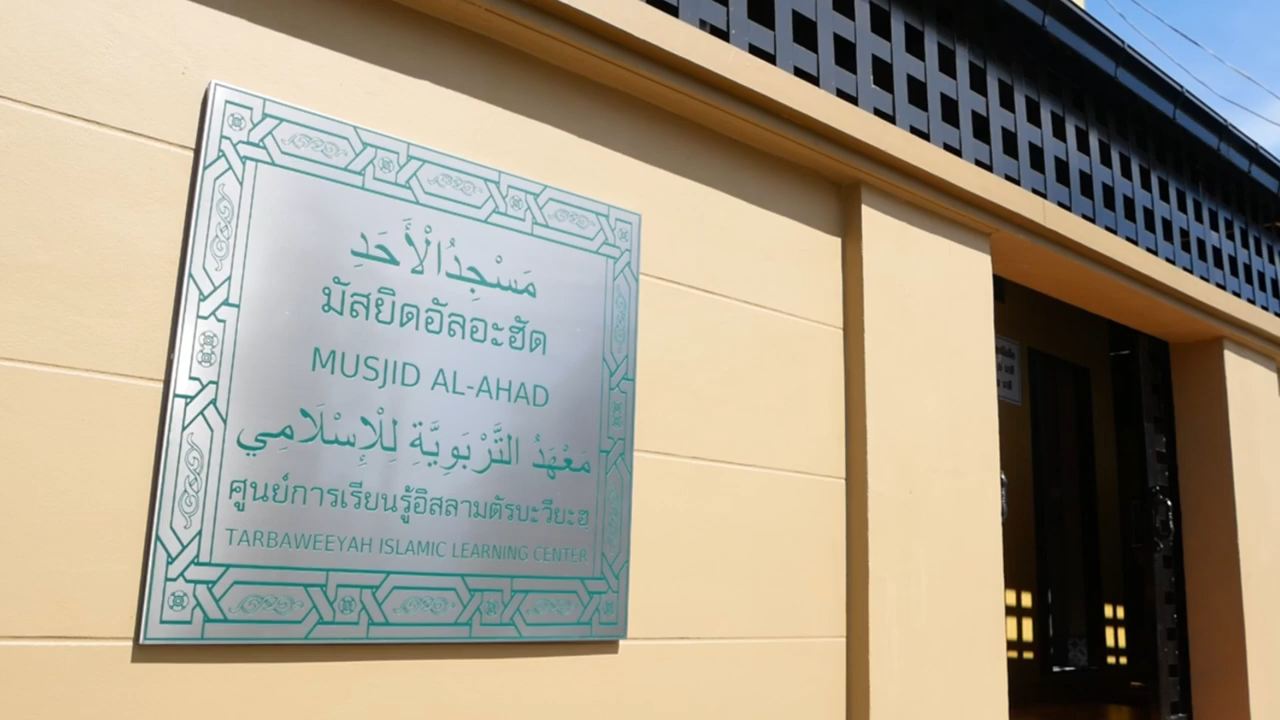 مَسْجِدُالْأَحَدِ
มัสยิดอัลอะฮัด
MUSJID AL-AHAD
مَعْهَدُ التَّرْبَوِيَّةِ لِلْإِسْلَامِي
ศูนย์การเรียนรู้อิสลามตัรบะวียะฮฺ
TARBAWEEYAH ISLAMIC LEARNING CENTER